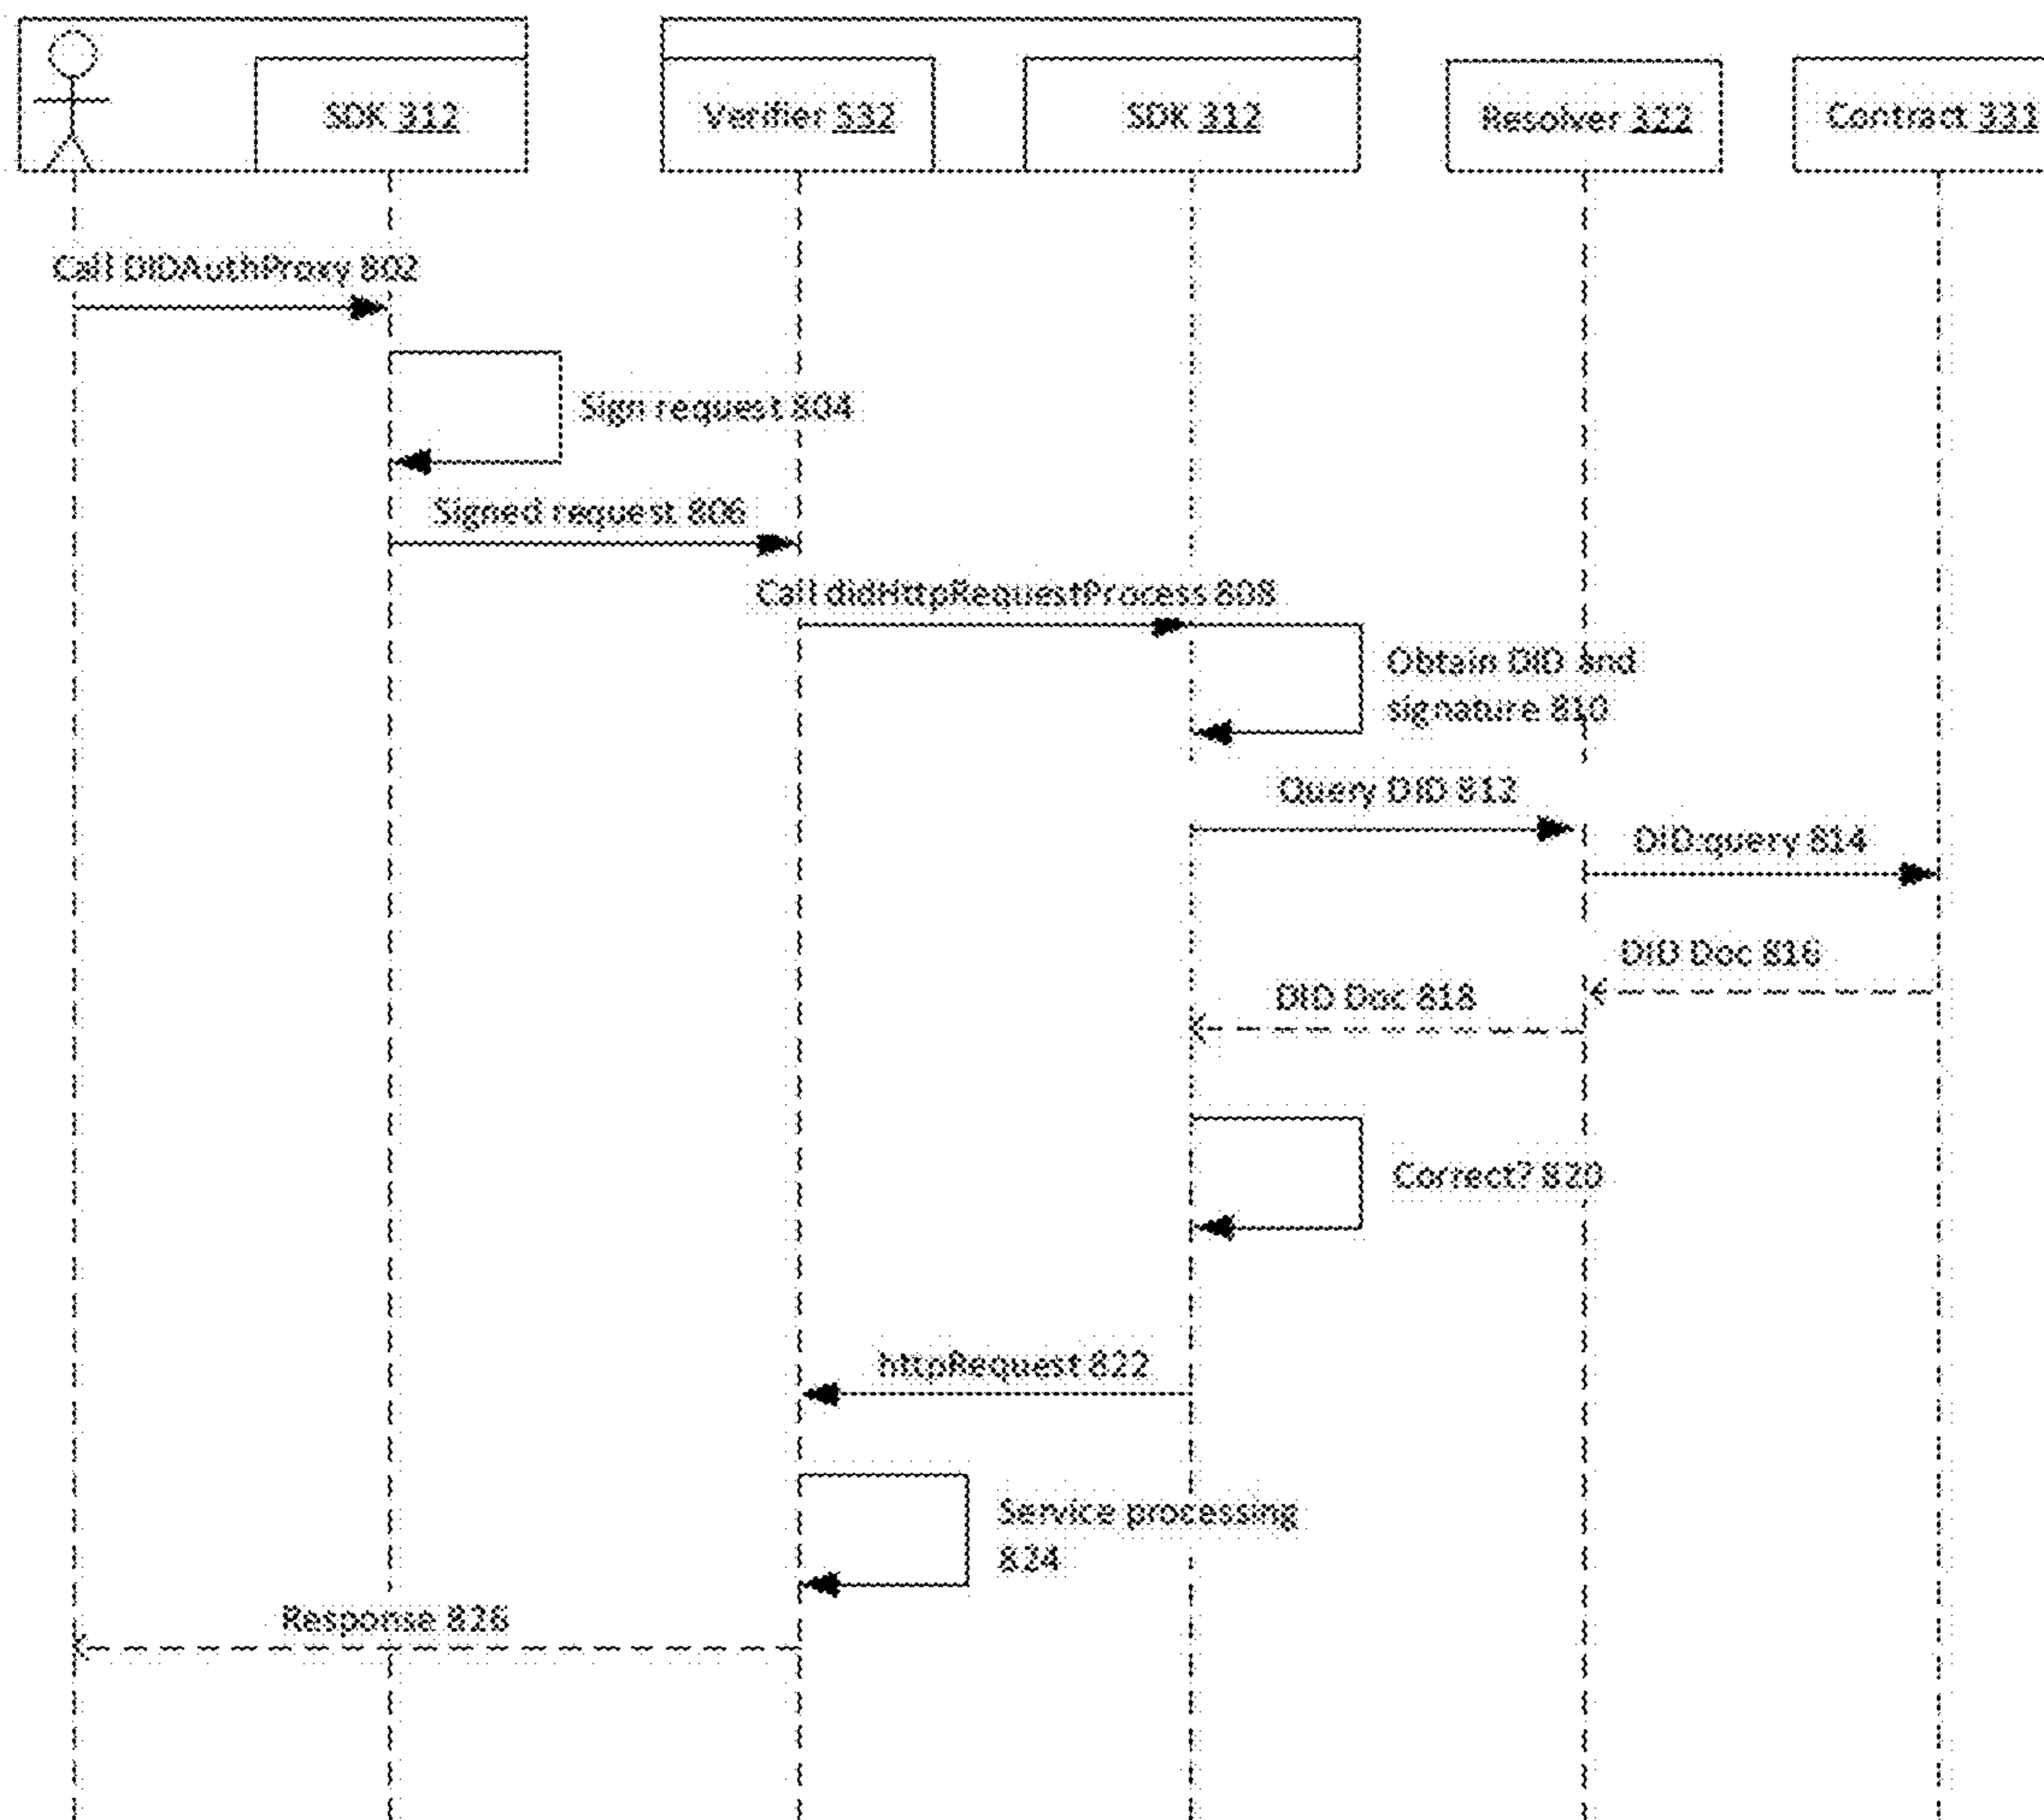 SDK 312
Verifier 532
SDK 312
Resolver 322
Contract 331
Call DIDAuthProxy 802
Sign request 804
Signed request 806
Call didHttpRequestProcess 808
Obtain DID and
signature 810
Query DID 812
DID query 814
DID Doc 816
DID Doc 818
Correct? 820
httpRequest 822
Service processing
824
Response 826